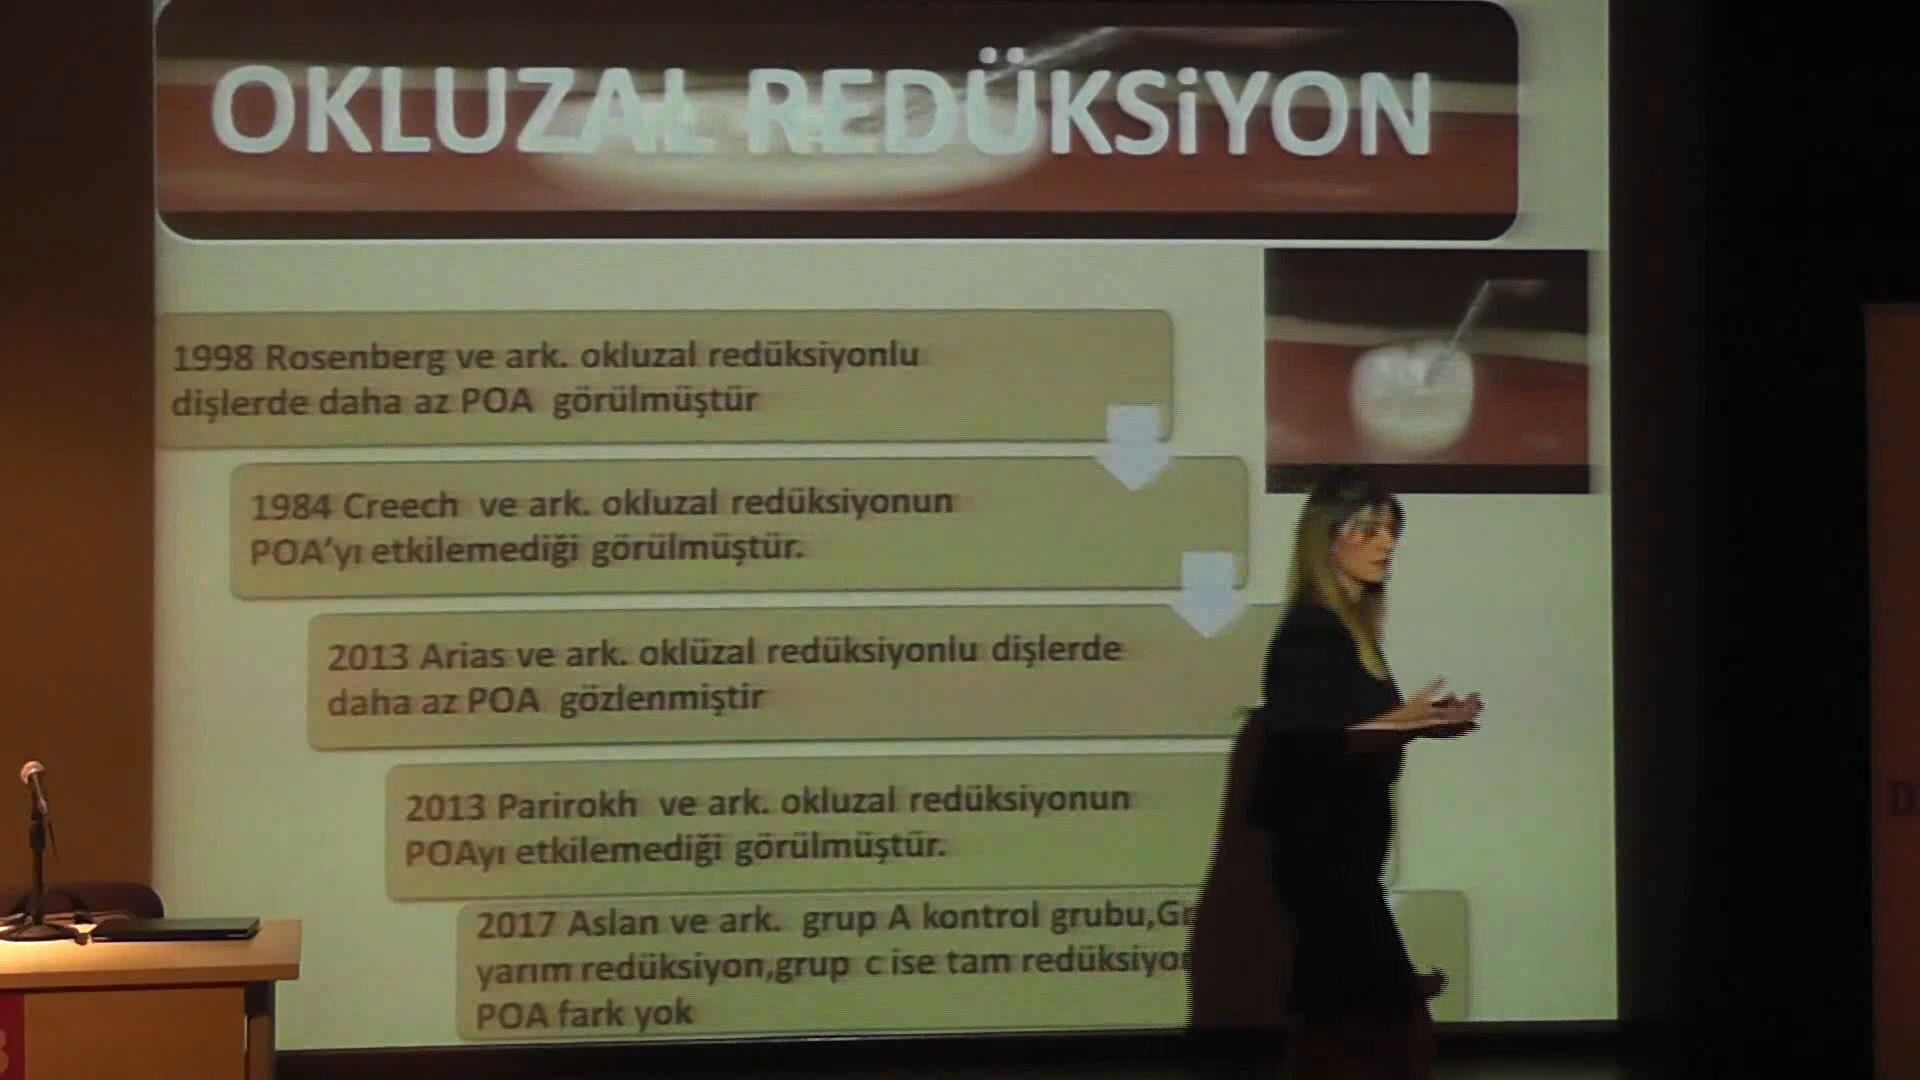 OKLUZAL REDÜKSiYON
1998 Rosenberg ve ark. okluzal redüksiyonlu
dişlerde daha az POA görülmüştür
1984 Creech ve ark. okluzal redüksiyonun
POA'yı etkilemediği görülmüştür.
2013 Arias ve ark. oklüzal redüksiyonlu dişlerde
daha az POA gözlenmiştir
2013 Parirokh ve ark. okluzal redüksiyonun
POAyı etkilemediği görülmüştür.
2017 Aslan ve ark. grup A kontrol grubu,
yarım redüksiyon,grup c ise tam
POA fark yok